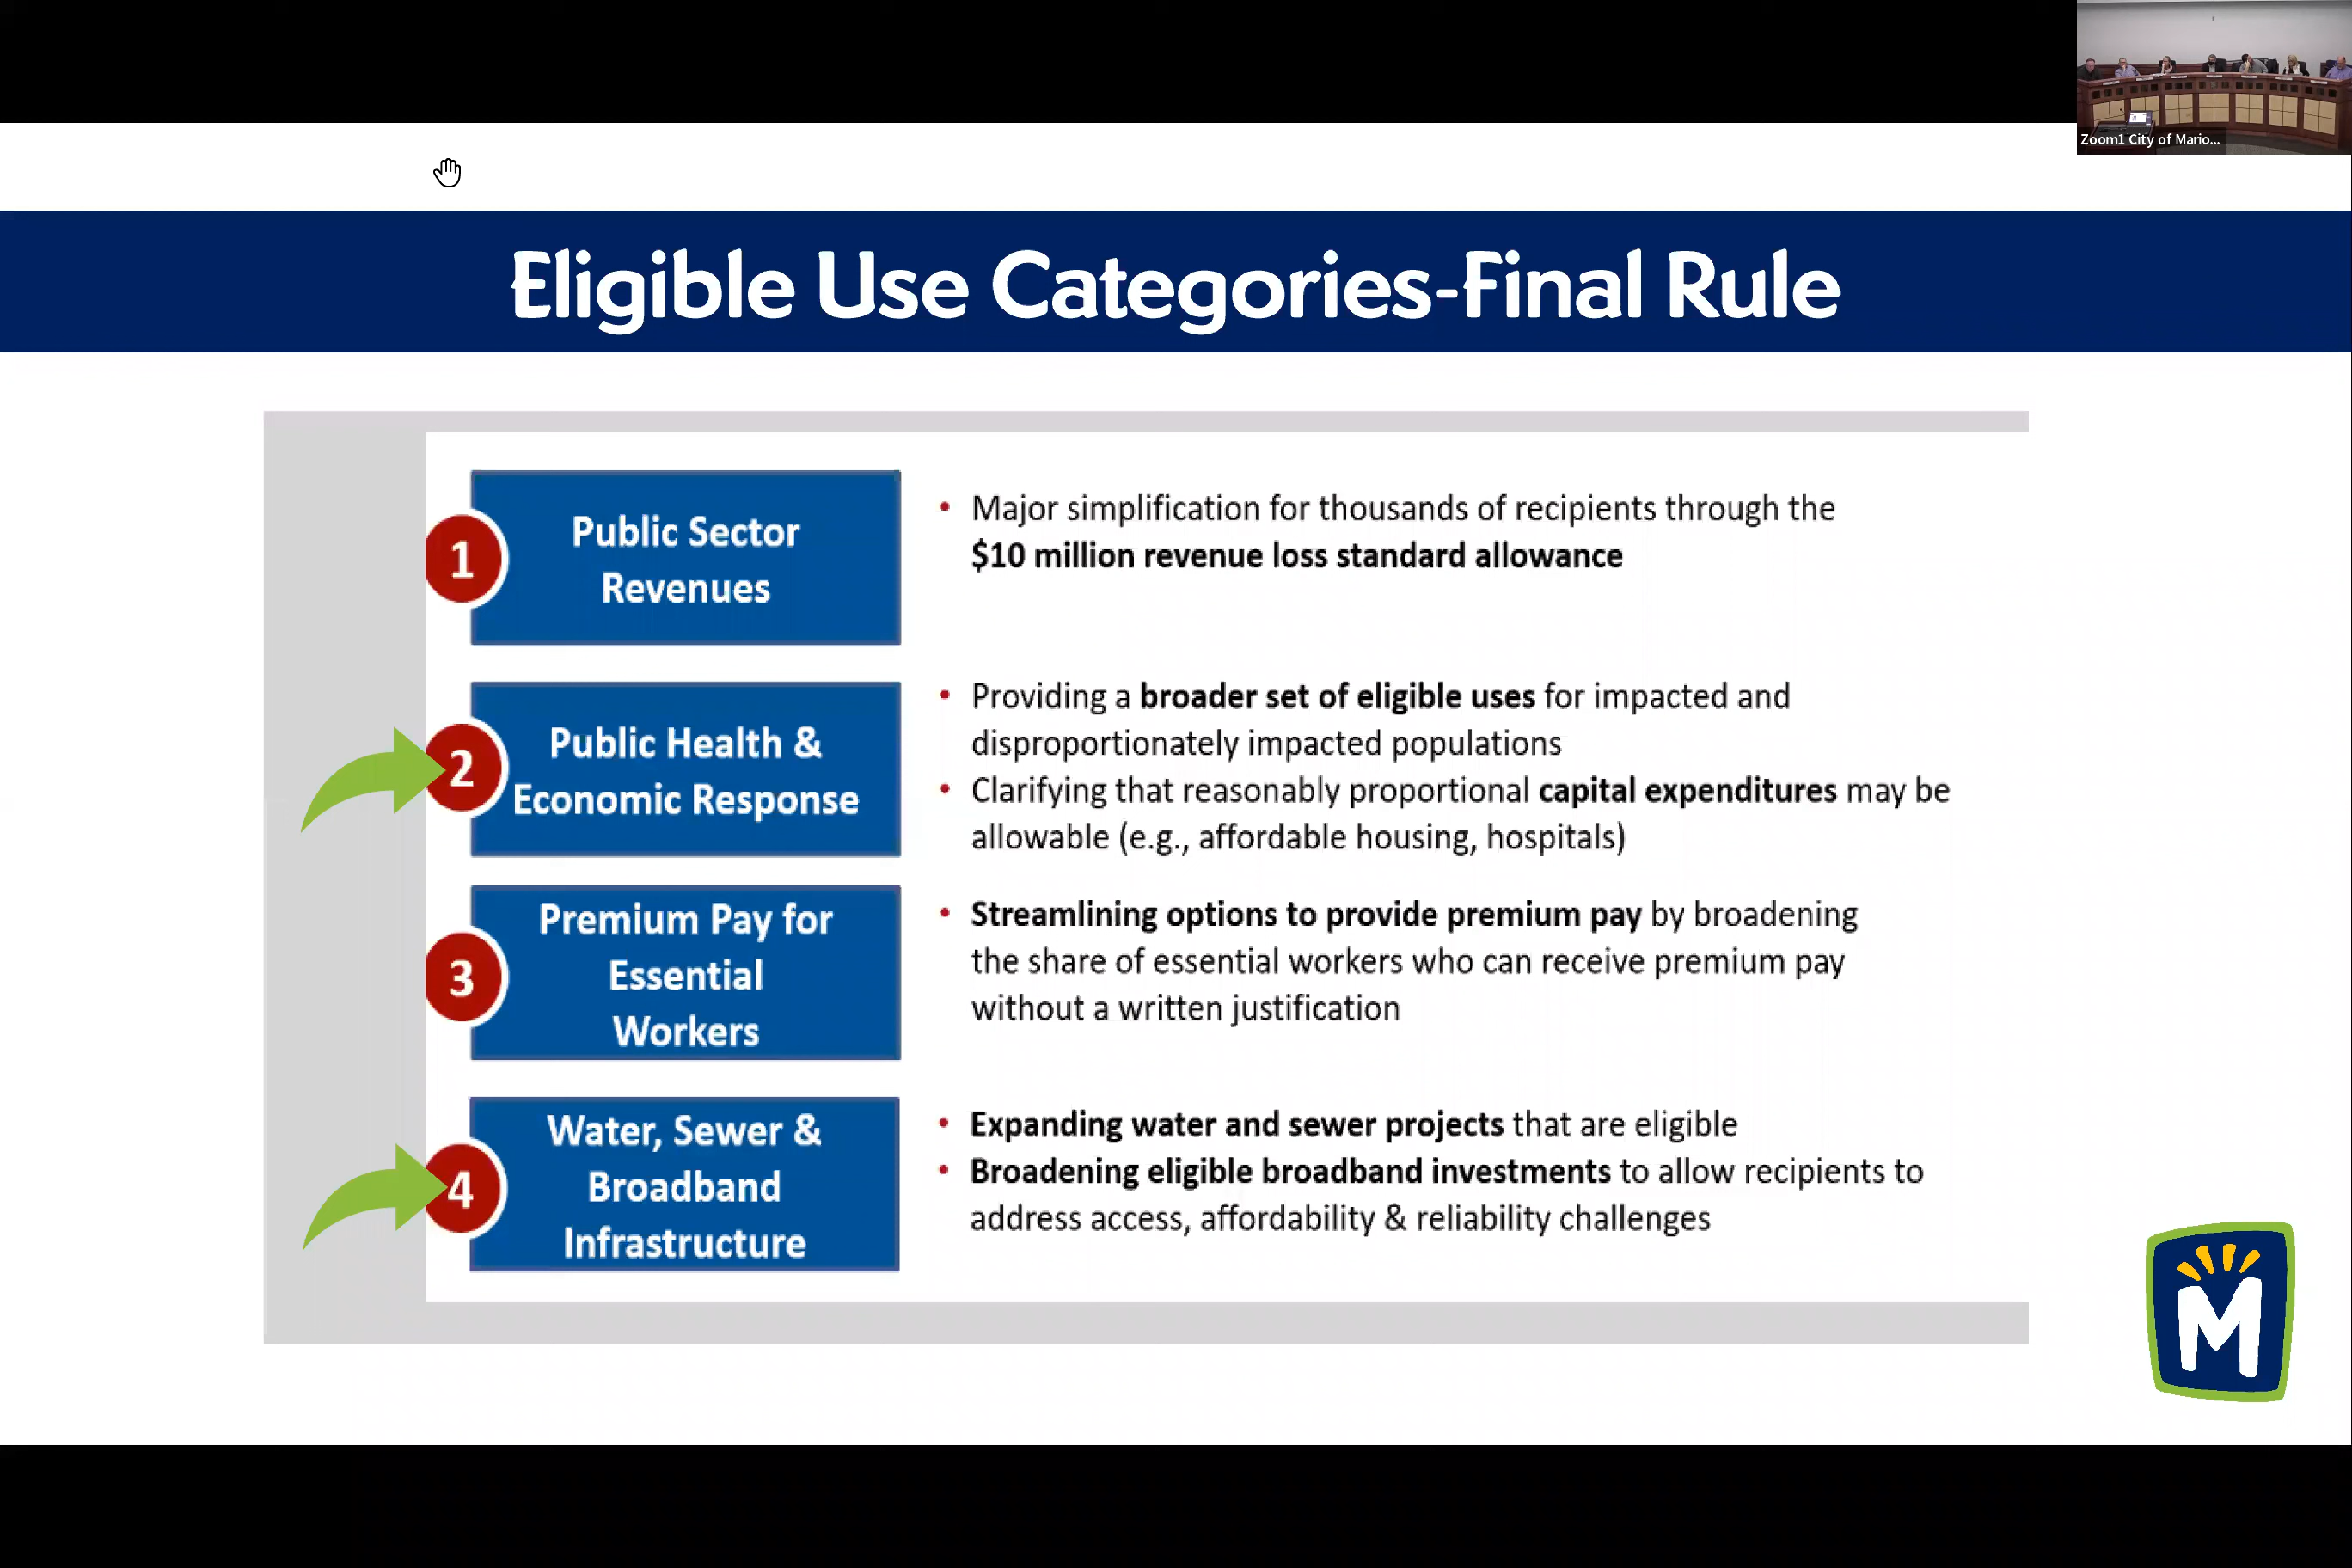 Zoom1 City of Mario...
Eligible Use Categories-Final Rule
1
Public Sector
Revenues
• Major simplification for thousands of recipients through the
$10 million revenue loss standard allowance
2
Public Health &
Economic Response
• Providing a broader set of eligible uses for impacted and
disproportionately impacted populations
• Clarifying that reasonably proportional capital expenditures may be
allowable (e.g., affordable housing, hospitals)
3
Premium Pay for
Essential
Workers
• Streamlining options to provide premium pay by broadening
the share of essential workers who can receive premium pay
without a written justification
4
Water, Sewer &
Broadband
Infrastructure
• Expanding water and sewer projects that are eligible
• Broadening eligible broadband investments to allow recipients to
address access, affordability & reliability challenges
M